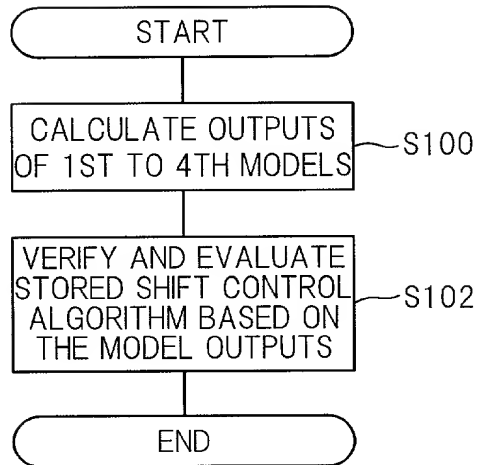 START
CALCULATE OUTPUTS
OF 1ST TO 4TH MODELS
S100
VERIFY AND EVALUATE
STORED SHIFT CONTROL
ALGORITHM BASED ON
THE MODEL OUTPUTS
S102
END